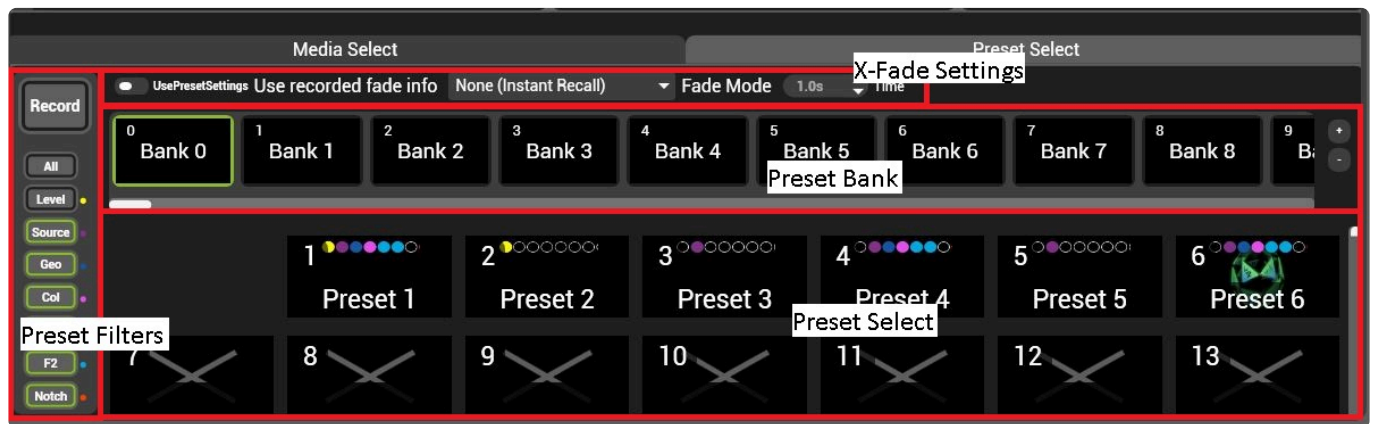 Media Select
Preset Select
X-Fade Settings
Record
UsePresetSettings Use recorded fade info None (Instant Recall) Fade Mode 1.0s Time
0 1 2 3 4 5 6 7 8 9 +
Bank 0 Bank 1 Bank 2 Bank 3 Bank 4 Bank 5 Bank 6 Bank 7 Bank 8 -
Preset Bank
All
Level
Source
Geo
Col
Preset Filters
F2
Notch
1 2 3 4 5 6
Preset 1 Preset 2 Preset 3 Preset 4 Preset 5 Preset 6
Preset Select
7 8 9 10 11 12 13